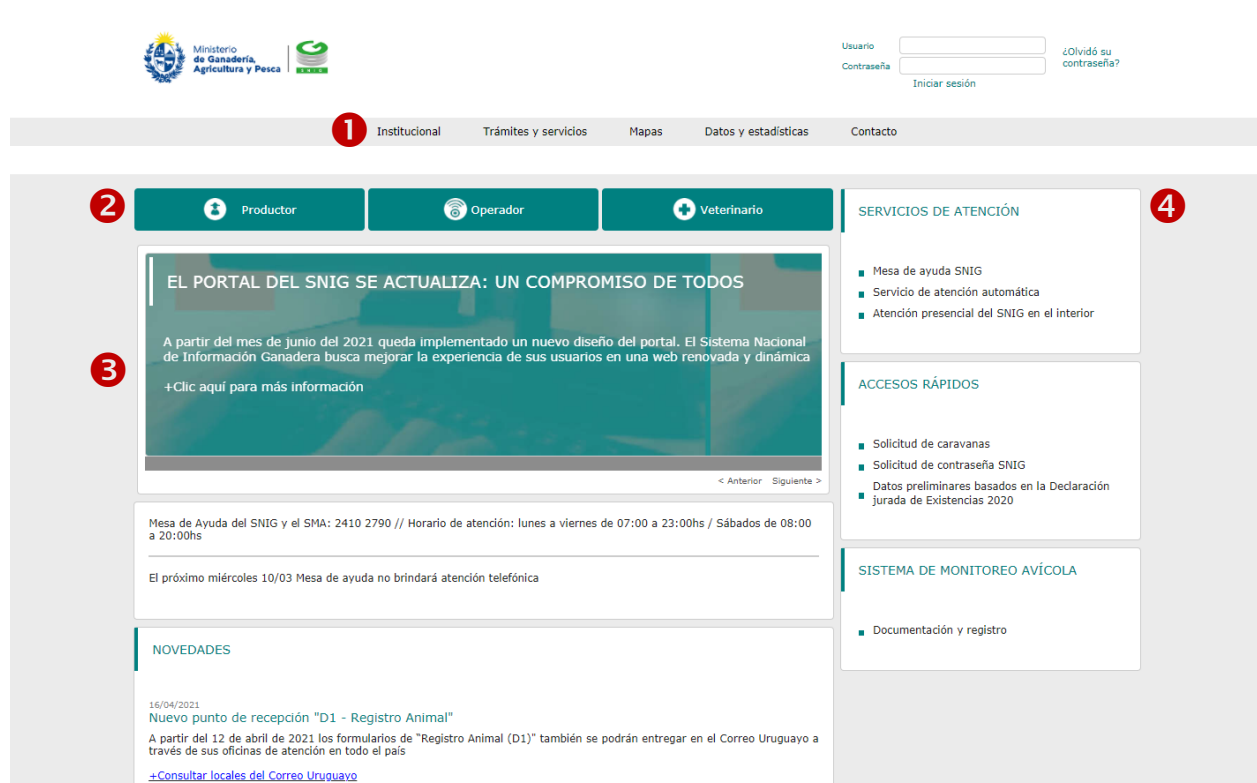 Ministerio
de Ganadería,
Agricultura y Pesca
SNIG
Usuario
Contraseña
¿Olvidó su
contraseña?
Iniciar sesión
1
Institucional Trámites y servicios Mapas Datos y estadísticas Contacto
2
Productor Operador Veterinario
3
EL PORTAL DEL SNIG SE ACTUALIZA: UN COMPROMISO DE TODOS
A partir del mes de junio del 2021 queda implementado un nuevo diseño del portal. El Sistema Nacional
de Información Ganadera busca mejorar la experiencia de sus usuarios en una web renovada y dinámica
+Clic aquí para más información
< Anterior Siguiente >
Mesa de Ayuda del SNIG y el SMA: 2410 2790 // Horario de atención: lunes a viernes de 07:00 a 23:00hs / Sábados de 08:00
a 20:00hs
El próximo miércoles 10/03 Mesa de ayuda no brindará atención telefónica
NOVEDADES
16/04/2021
Nuevo punto de recepción "D1 - Registro Animal"
A partir del 12 de abril de 2021 los formularios de "Registro Animal (D1)" también se podrán entregar en el Correo Uruguayo a
través de sus oficinas de atención en todo el país
+Consultar locales del Correo Uruguayo
4
SERVICIOS DE ATENCIÓN
Mesa de ayuda SNIG
Servicio de atención automática
Atención presencial del SNIG en el interior
ACCESOS RÁPIDOS
Solicitud de caravanas
Solicitud de contraseña SNIG
Datos preliminares basados en la Declaración
jurada de Existencias 2020
SISTEMA DE MONITOREO AVÍCOLA
Documentación y registro